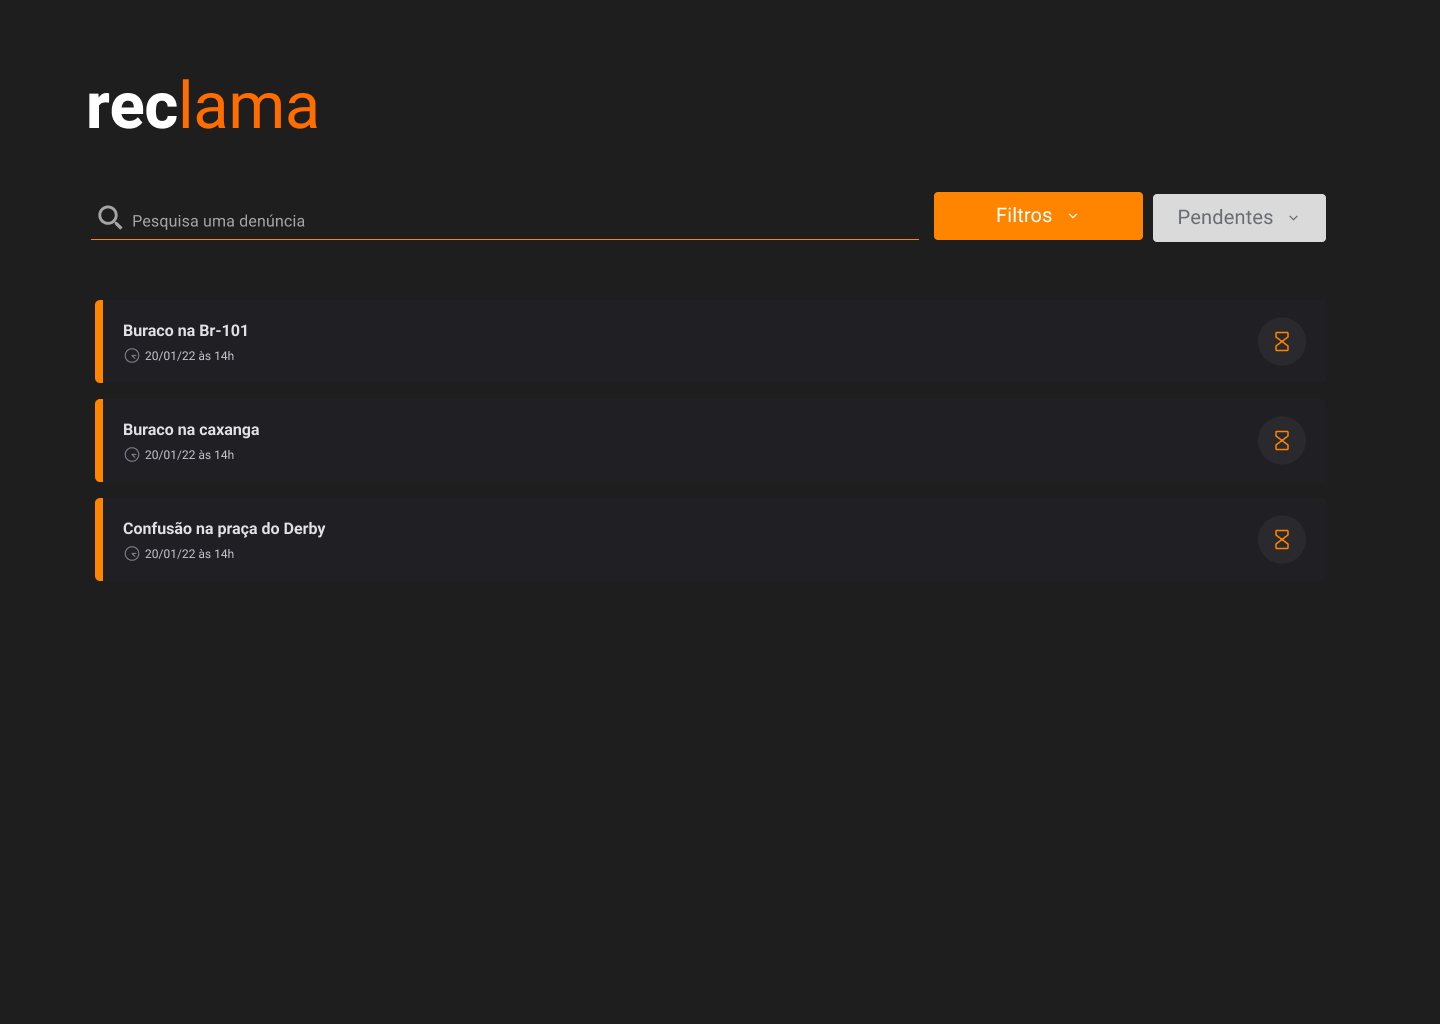 reclama
Pesquisa uma denúncia
Filtros
Pendentes
Buraco na Br-101
20/01/22 às 14h
Buraco na caxanga
20/01/22 às 14h
Confusão na praça do Derby
20/01/22 às 14h